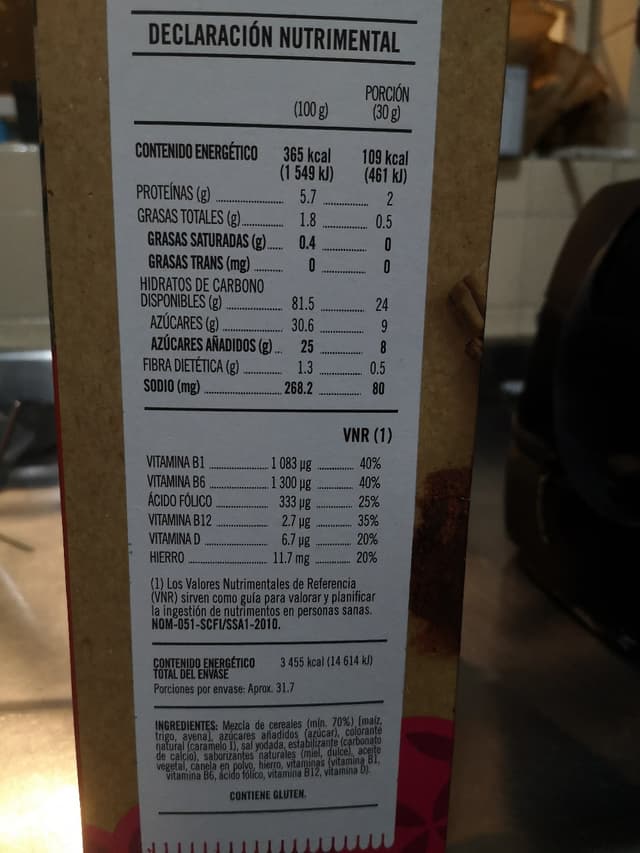 DECLARACIÓN NUTRIMENTAL
(100 g) PORCIÓN (30 g)
CONTENIDO ENERGÉTICO 365 kcal 109 kcal
(1 549 kJ) (461 kJ)
PROTEÍNAS (g) 5.7 2
GRASAS TOTALES (g) 1.8 0.5
GRASAS SATURADAS (g) 0.4 0
GRASAS TRANS (mg) 0 0
HIDRATOS DE CARBONO
DISPONIBLES (g) 81.5 24
AZÚCARES (g) 30.6 9
AZÚCARES AÑADIDOS (g) 25 8
FIBRA DIETÉTICA (g) 1.3 0.5
SODIO (mg) 268.2 80
VNR (1)
VITAMINA B1 1 083 µg 40%
VITAMINA B6 1 300 µg 40%
ÁCIDO FÓLICO 333 µg 25%
VITAMINA B12 2.7 µg 35%
VITAMINA D 6.7 µg 20%
HIERRO 11.7 mg 20%
(1) Los Valores Nutrimentales de Referencia
(VNR) sirven como guía para valorar y planificar
la ingestión de nutrimentos en personas sanas.
NOM-051-SCFI/SSA1-2010.
CONTENIDO ENERGÉTICO 3 455 kcal (14 614 kJ)
TOTAL DEL ENVASE
Porciones por envase: Aprox. 31.7
INGREDIENTES: Mezcla de cereales (mín. 70%) [maíz,
trigo, avena], azúcares añadidos (azúcar), colorante
natural (caramelo I), sal yodada, estabilizante (carbonato
de calcio), saborizantes naturales (miel, dulce), aceite
vegetal, canela en polvo, hierro, vitaminas (vitamina B1,
vitamina B6, ácido fólico, vitamina B12, vitamina D).
CONTIENE GLUTEN.